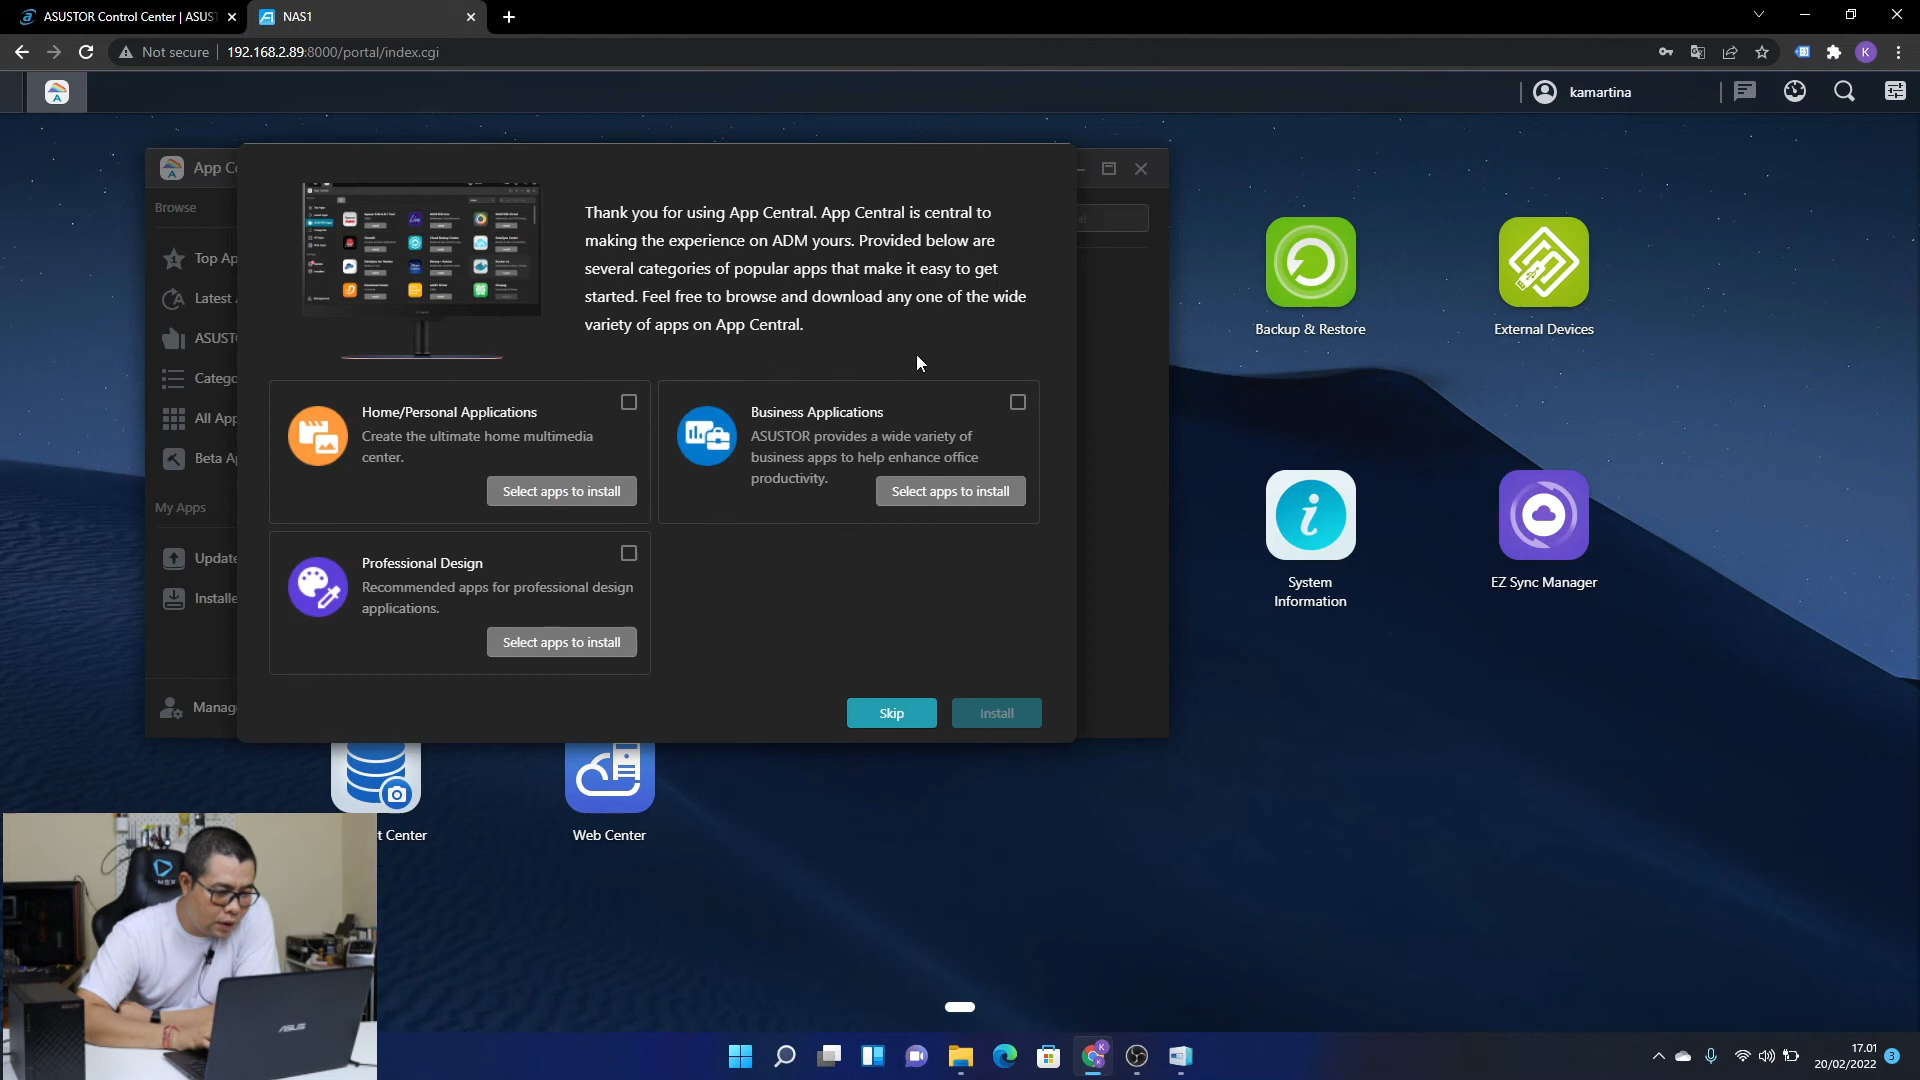 ASUSTOR Control Center | ASUST
NAS1
Not secure
192.168.2.89:8000/portal/index.cgi
K
kamartina
App Ce
Browse
Top Ap
Latest
ASUSTO
Catego
All App
Beta Ap
My Apps
Update
Installe
Manag
Thank you for using App Central. App Central is central to
making the experience on ADM yours. Provided below are
several categories of popular apps that make it easy to get
started. Feel free to browse and download any one of the wide
variety of apps on App Central.
Home/Personal Applications
Create the ultimate home multimedia
center.
Select apps to install
Business Applications
ASUSTOR provides a wide variety of
business apps to help enhance office
productivity.
Select apps to install
Professional Design
Recommended apps for professional design
applications.
Select apps to install
Skip
Install
Backup & Restore
External Devices
System
Information
EZ Sync Manager
t Center
Web Center
ASUS
17.01
20/02/2022
3